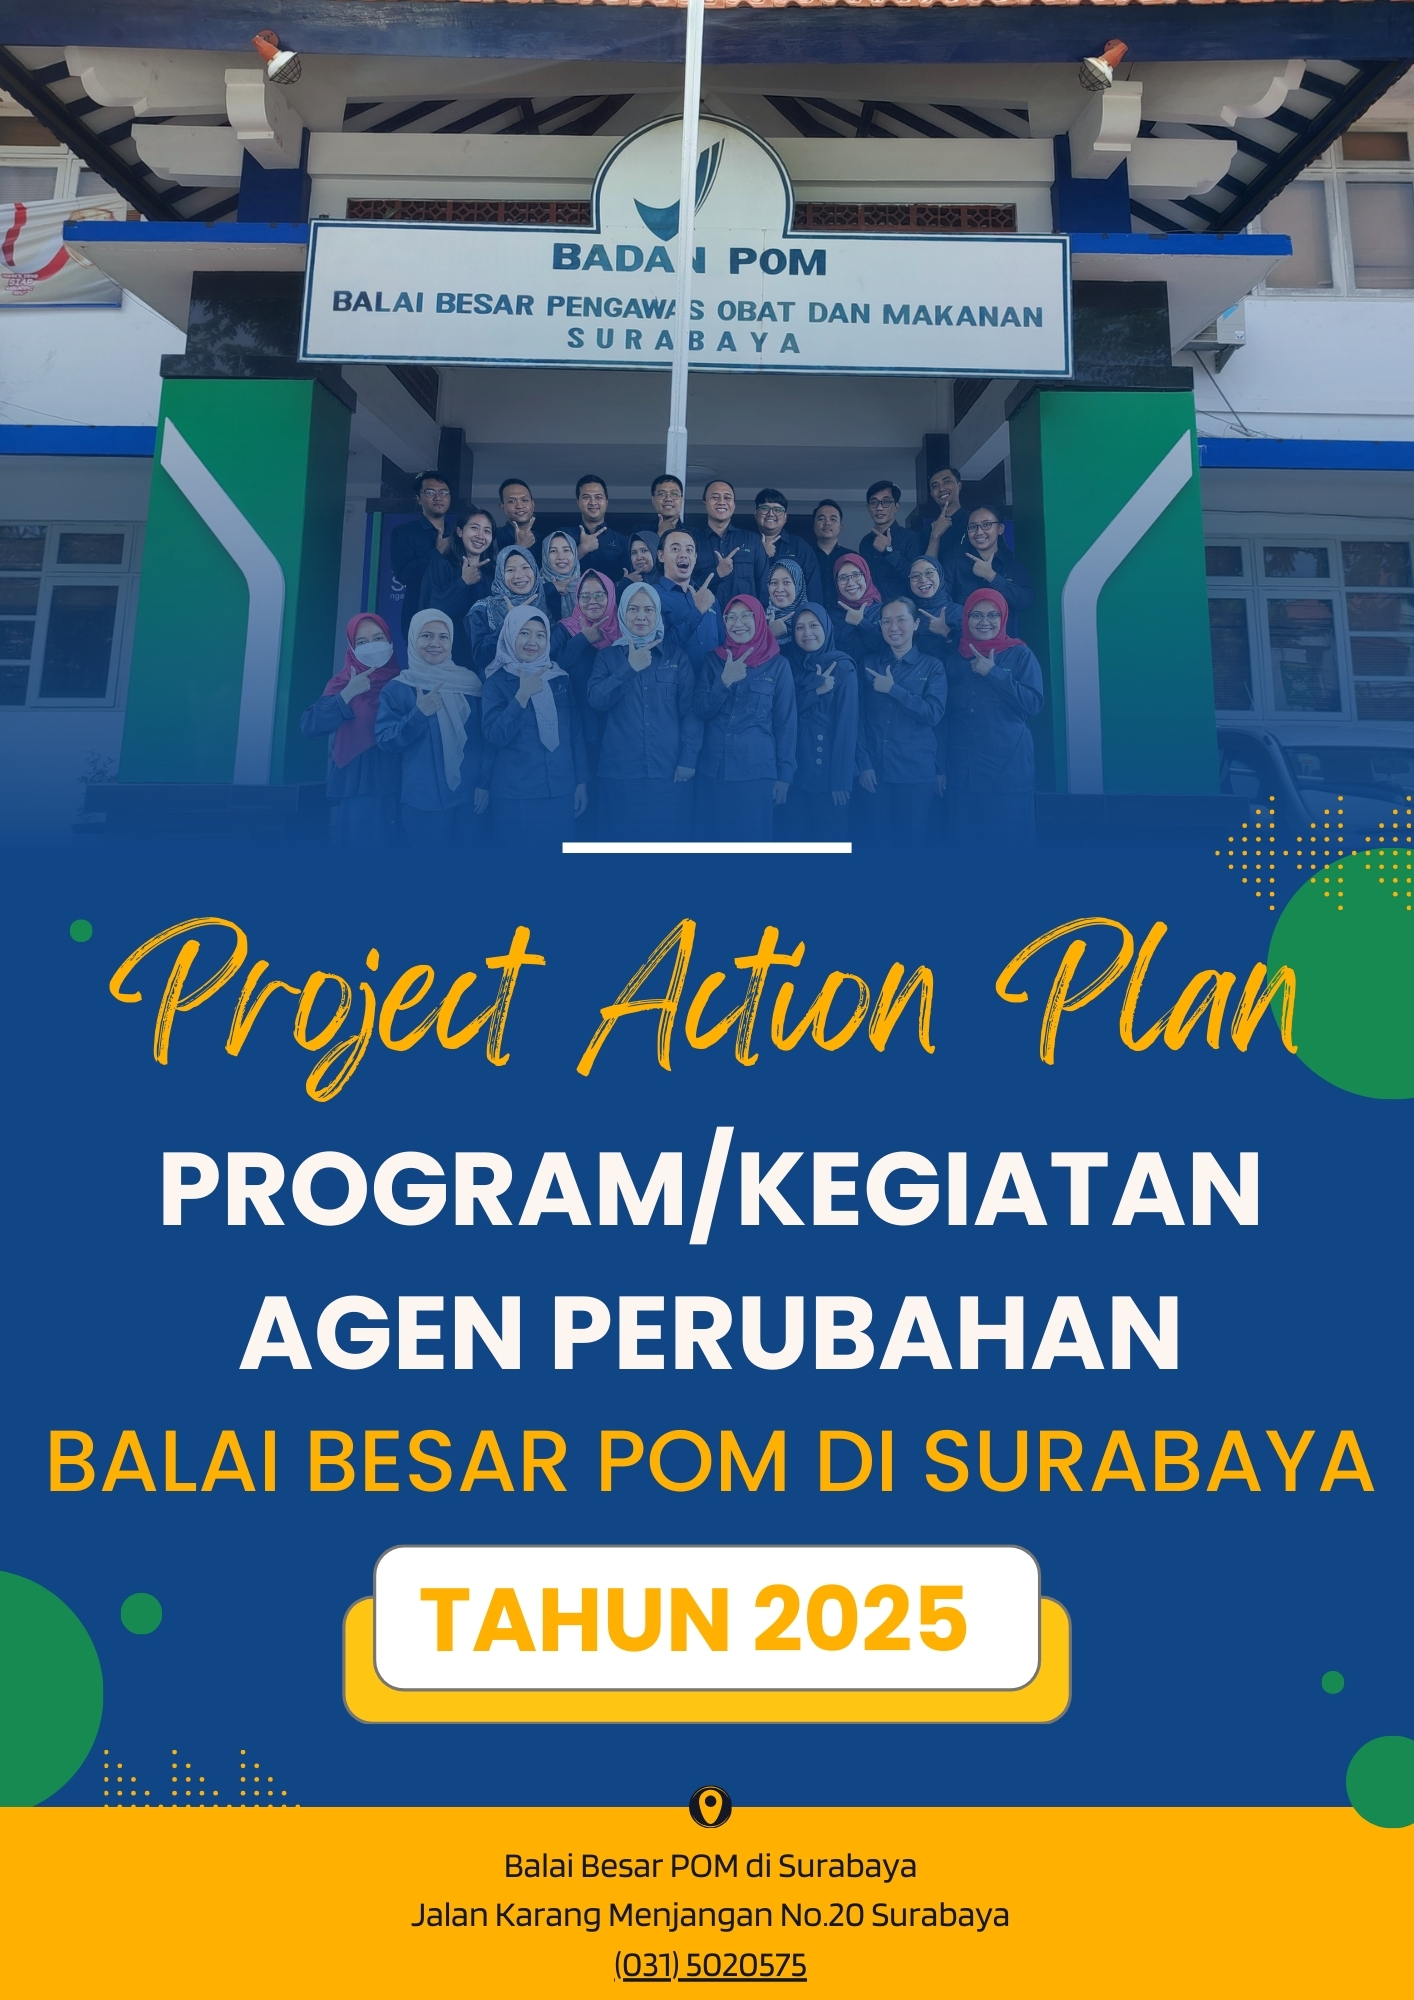 BADAN POM
BALAI BESAR PENGAWAS OBAT DAN MAKANAN
SURABAYA
Project Action Plan
PROGRAM/KEGIATAN
AGEN PERUBAHAN
BALAI BESAR POM DI SURABAYA
TAHUN 2025
Balai Besar POM di Surabaya
Jalan Karang Menjangan No.20 Surabaya
(031) 5020575